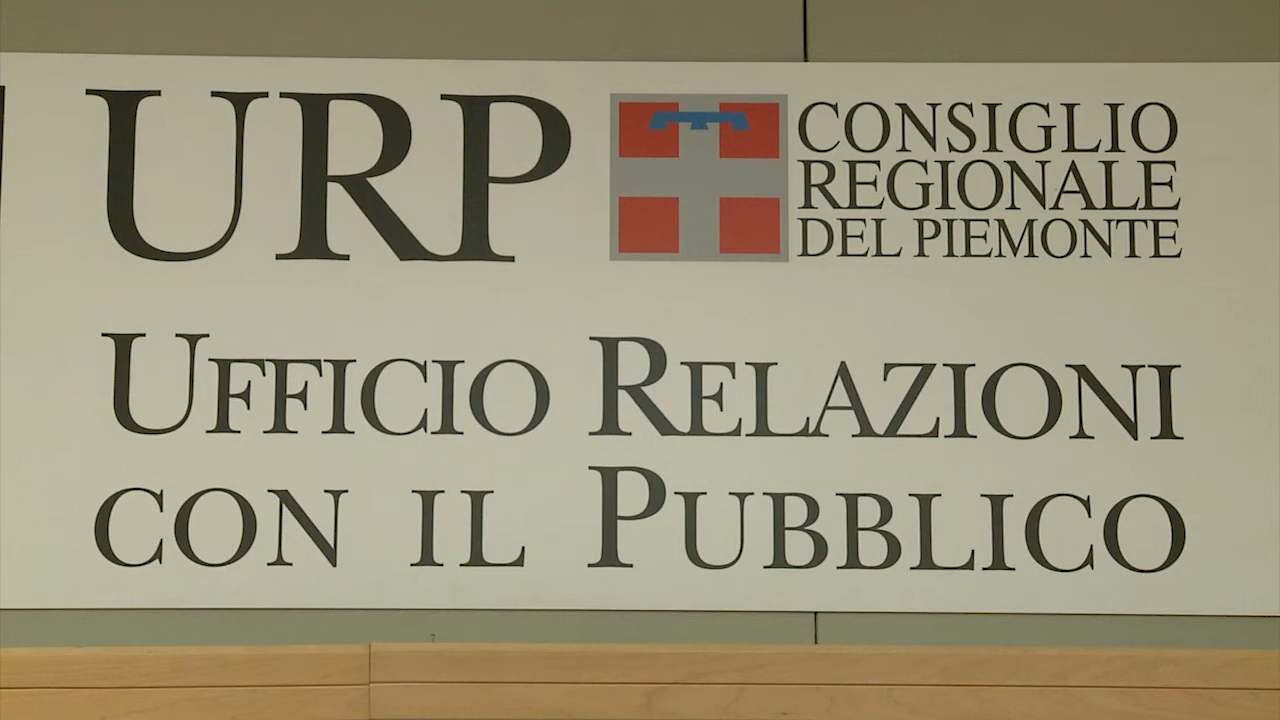 URP
CONSIGLIO
REGIONALE
DEL PIEMONTE
UFFICIO RELAZIONI
CON IL PUBBLICO